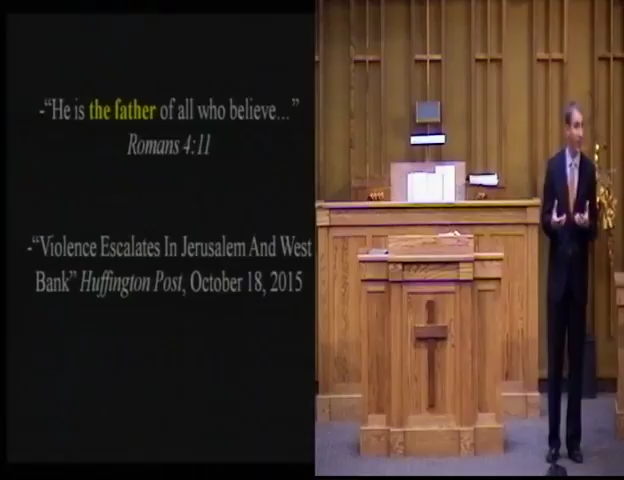 -“He is the father of all who believe...”
Romans 4:11
-“Violence Escalates In Jerusalem And West
Bank” Huffington Post, October 18, 2015